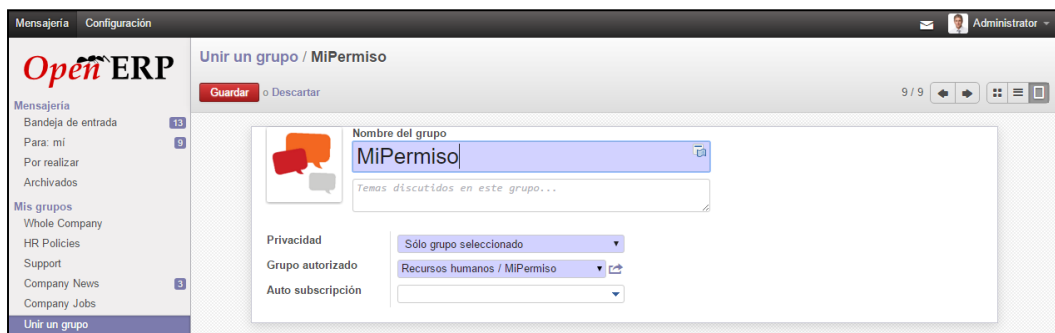 Mensajería Configuración Administrator
Unir un grupo / MiPermiso
Open ERP
Guardar o Descartar 9 / 9
Mensajería
Bandeja de entrada 13
Para: mí 9
Por realizar
Archivados
Mis grupos
Whole Company
HR Policies
Support
Company News 3
Company Jobs
Unir un grupo
Nombre del grupo
MiPermiso
Temas discutidos en este grupo...
Privacidad Sólo grupo seleccionado
Grupo autorizado Recursos humanos / MiPermiso
Auto subscripción